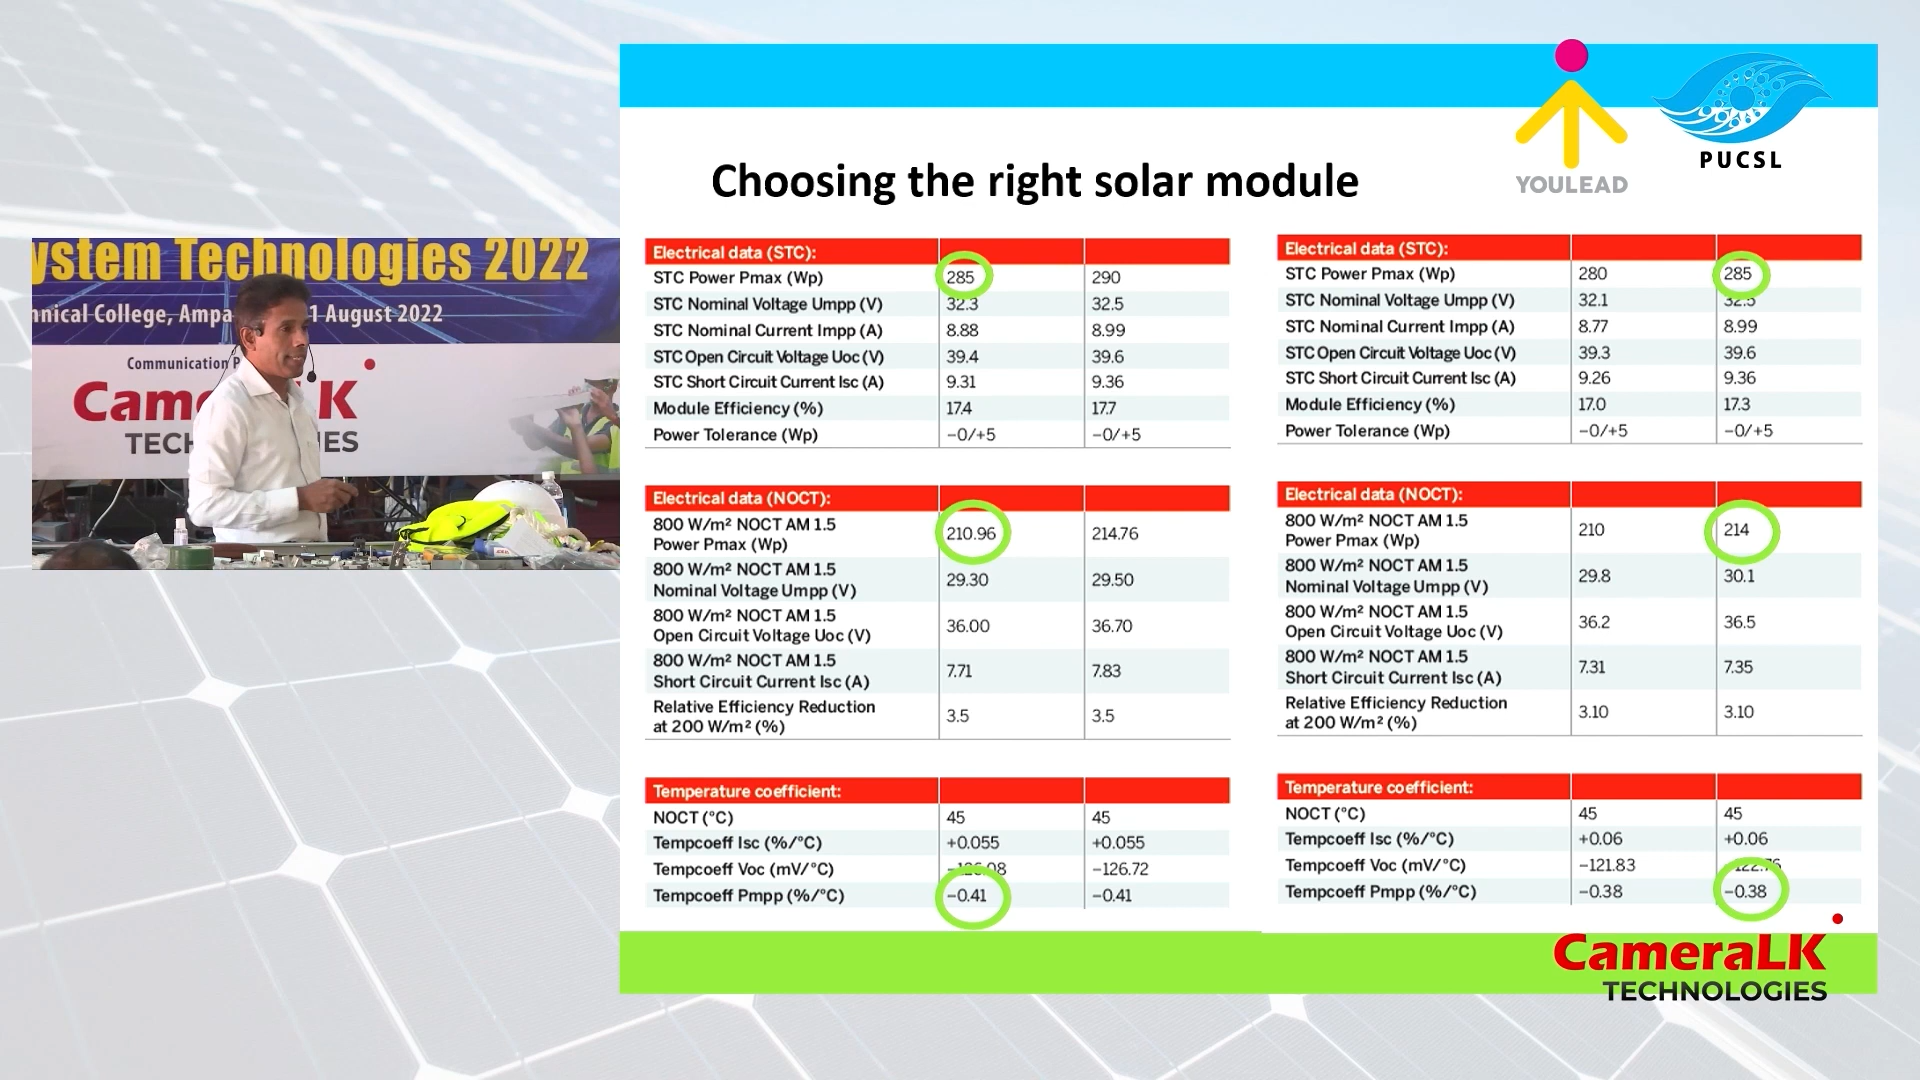 YOULEAD
PUCSL
Choosing the right solar module
ystem Technologies 2022
nnical College, Ampa 1 August 2022
Communication P
Came K
TECH IES
Electrical data (STC):
STC Power Pmax (Wp) 285 290
STC Nominal Voltage Umpp (V) 32.3 32.5
STC Nominal Current Impp (A) 8.88 8.99
STC Open Circuit Voltage Uoc (V) 39.4 39.6
STC Short Circuit Current Isc (A) 9.31 9.36
Module Efficiency (%) 17.4 17.7
Power Tolerance (Wp) −0/+5 −0/+5
Electrical data (NOCT):
800 W/m² NOCT AM 1.5
Power Pmax (Wp) 210.96 214.76
800 W/m² NOCT AM 1.5
Nominal Voltage Umpp (V) 29.30 29.50
800 W/m² NOCT AM 1.5
Open Circuit Voltage Uoc (V) 36.00 36.70
800 W/m² NOCT AM 1.5
Short Circuit Current Isc (A) 7.71 7.83
Relative Efficiency Reduction
at 200 W/m² (%) 3.5 3.5
Temperature coefficient:
NOCT (°C) 45 45
Tempcoeff Isc (%/°C) +0.055 +0.055
Tempcoeff Voc (mV/°C) −126.72
Tempcoeff Pmpp (%/°C) −0.41 −0.41
Electrical data (STC):
STC Power Pmax (Wp) 280 285
STC Nominal Voltage Umpp (V) 32.1
STC Nominal Current Impp (A) 8.77 8.99
STC Open Circuit Voltage Uoc (V) 39.3 39.6
STC Short Circuit Current Isc (A) 9.26 9.36
Module Efficiency (%) 17.0 17.3
Power Tolerance (Wp) −0/+5 −0/+5
Electrical data (NOCT):
800 W/m² NOCT AM 1.5
Power Pmax (Wp) 210 214
800 W/m² NOCT AM 1.5
Nominal Voltage Umpp (V) 29.8 30.1
800 W/m² NOCT AM 1.5
Open Circuit Voltage Uoc (V) 36.2 36.5
800 W/m² NOCT AM 1.5
Short Circuit Current Isc (A) 7.31 7.35
Relative Efficiency Reduction
at 200 W/m² (%) 3.10 3.10
Temperature coefficient:
NOCT (°C) 45 45
Tempcoeff Isc (%/°C) +0.06 +0.06
Tempcoeff Voc (mV/°C) −121.83
Tempcoeff Pmpp (%/°C) −0.38 −0.38
CameraLK
TECHNOLOGIES